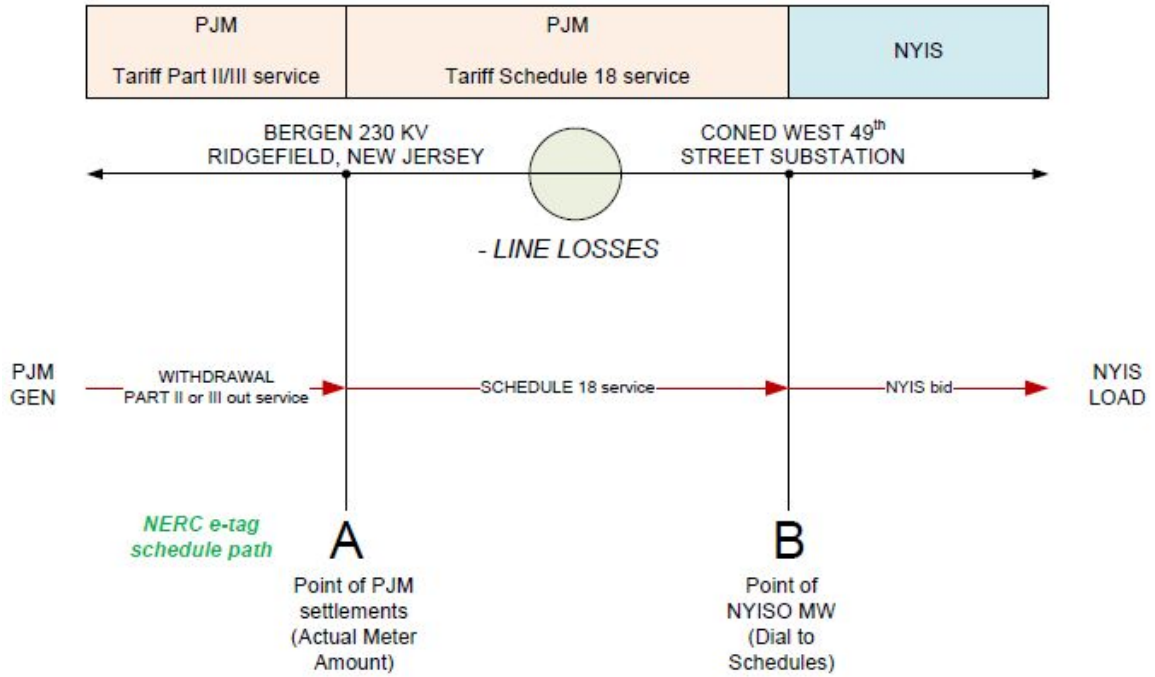 PJM
Tariff Part II/III service
PJM
Tariff Schedule 18 service
NYIS
BERGEN 230 KV
RIDGEFIELD, NEW JERSEY
CONED WEST 49th
STREET SUBSTATION
- LINE LOSSES
PJM
GEN
WITHDRAWAL
PART II or III out service
SCHEDULE 18 service
NYIS bid
NYIS
LOAD
NERC e-tag
schedule path
A
Point of PJM
settlements
(Actual Meter
Amount)
B
Point of
NYISO MW
(Dial to
Schedules)